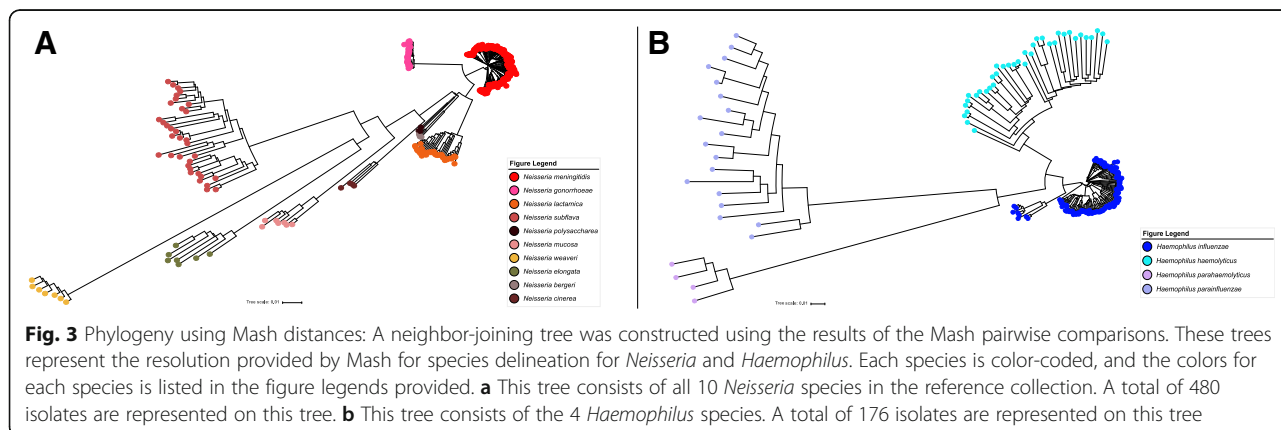 A
Figure Legend
Neisseria meningitidis
Neisseria gonorrhoeae
Neisseria lactamica
Neisseria subflava
Neisseria polysaccharea
Neisseria mucosa
Neisseria weaveri
Neisseria elongata
Neisseria bergeri
Neisseria cinerea
Tree scale: 0,01
B
Figure Legend
Haemophilus influenzae
Haemophilus haemolyticus
Haemophilus parahaemolyticus
Haemophilus parainfluenzae
Tree scale: 0,01
Fig. 3 Phylogeny using Mash distances: A neighbor-joining tree was constructed using the results of the Mash pairwise comparisons. These trees
represent the resolution provided by Mash for species delineation for Neisseria and Haemophilus. Each species is color-coded, and the colors for
each species is listed in the figure legends provided. a This tree consists of all 10 Neisseria species in the reference collection. A total of 480
isolates are represented on this tree. b This tree consists of the 4 Haemophilus species. A total of 176 isolates are represented on this tree